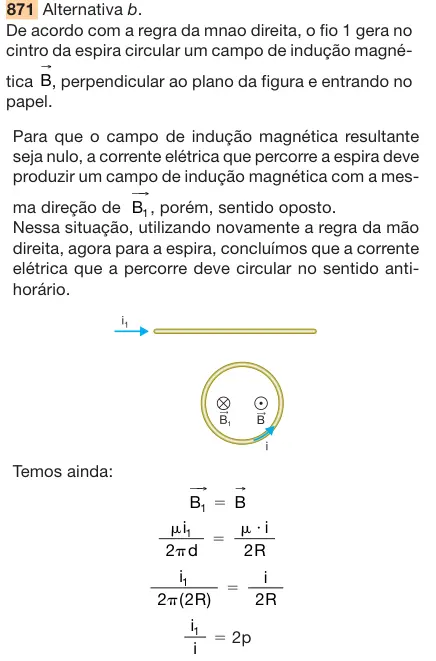 871 Alternativa b.
De acordo com a regra da mnao direita, o fio 1 gera no
cintro da espira circular um campo de indução magné-
tica B⃗, perpendicular ao plano da figura e entrando no
papel.
Para que o campo de indução magnética resultante
seja nulo, a corrente elétrica que percorre a espira deve
produzir um campo de indução magnética com a mes-
ma direção de B₁⃗, porém, sentido oposto.
Nessa situação, utilizando novamente a regra da mão
direita, agora para a espira, concluímos que a corrente
elétrica que a percorre deve circular no sentido anti-
horário.
i₁
B⃗₁ B⃗
i
Temos ainda:
B₁⃗ = B⃗
μi₁ / 2πd = μ · i / 2R
i₁ / 2π(2R) = i / 2R
i₁ / i = 2p